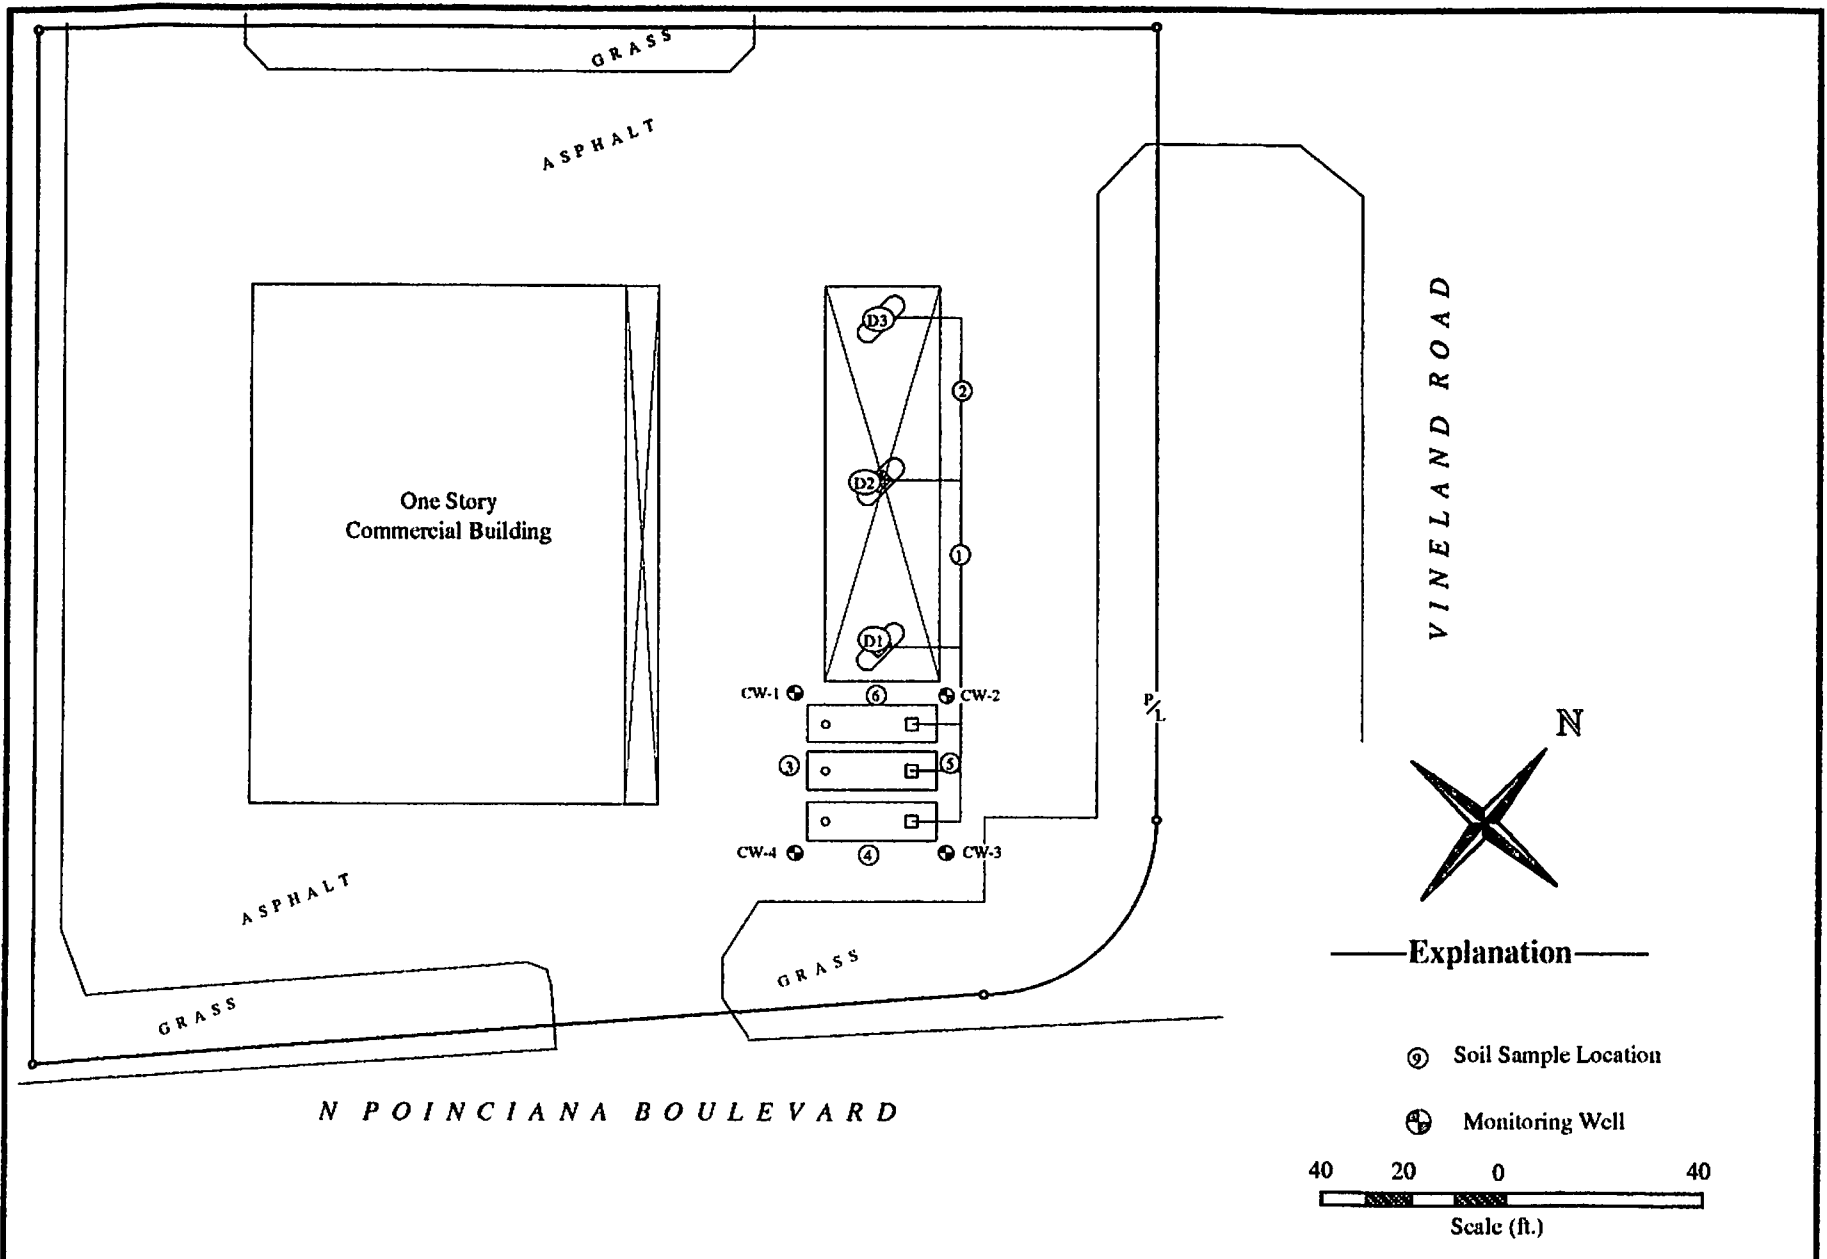 GRASS
ASPHALT
VINELAND ROAD
D3
2
D2
One Story
Commercial Building
1
D1
CW-1
6
CW-2
P/L
N
3
5
CW-4
4
CW-3
ASPHALT
GRASS
GRASS
Explanation
9 Soil Sample Location
Monitoring Well
N POINCIANA BOULEVARD
40 20 0 40
Scale (ft.)